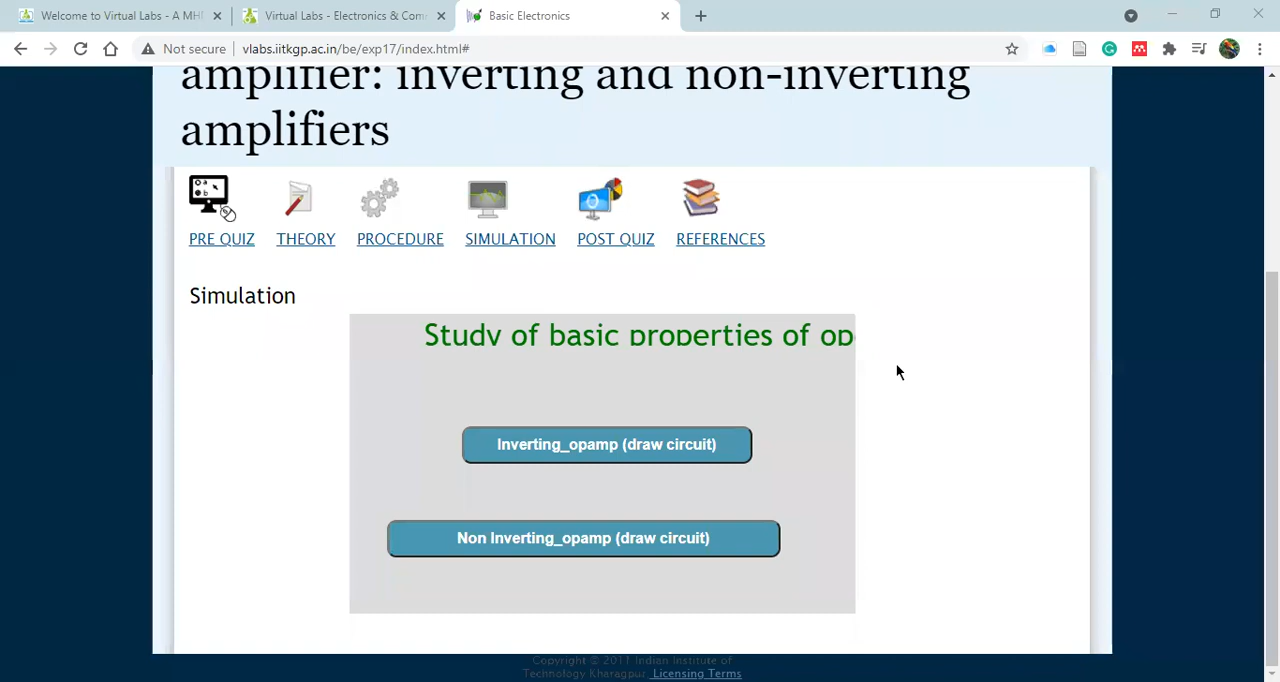 Welcome to Virtual Labs - A MH
Virtual Labs - Electronics & Com
Basic Electronics
Not secure
vlabs.iitkgp.ac.in/be/exp17/index.html#
amplifier: inverting and non-inverting
amplifiers
PRE QUIZ
THEORY
PROCEDURE
SIMULATION
POST QUIZ
REFERENCES
Simulation
Study of basic properties of op
Inverting_opamp (draw circuit)
Non Inverting_opamp (draw circuit)
Copyright © 2011 Indian Institute of
Technology Kharagpur. Licensing Terms